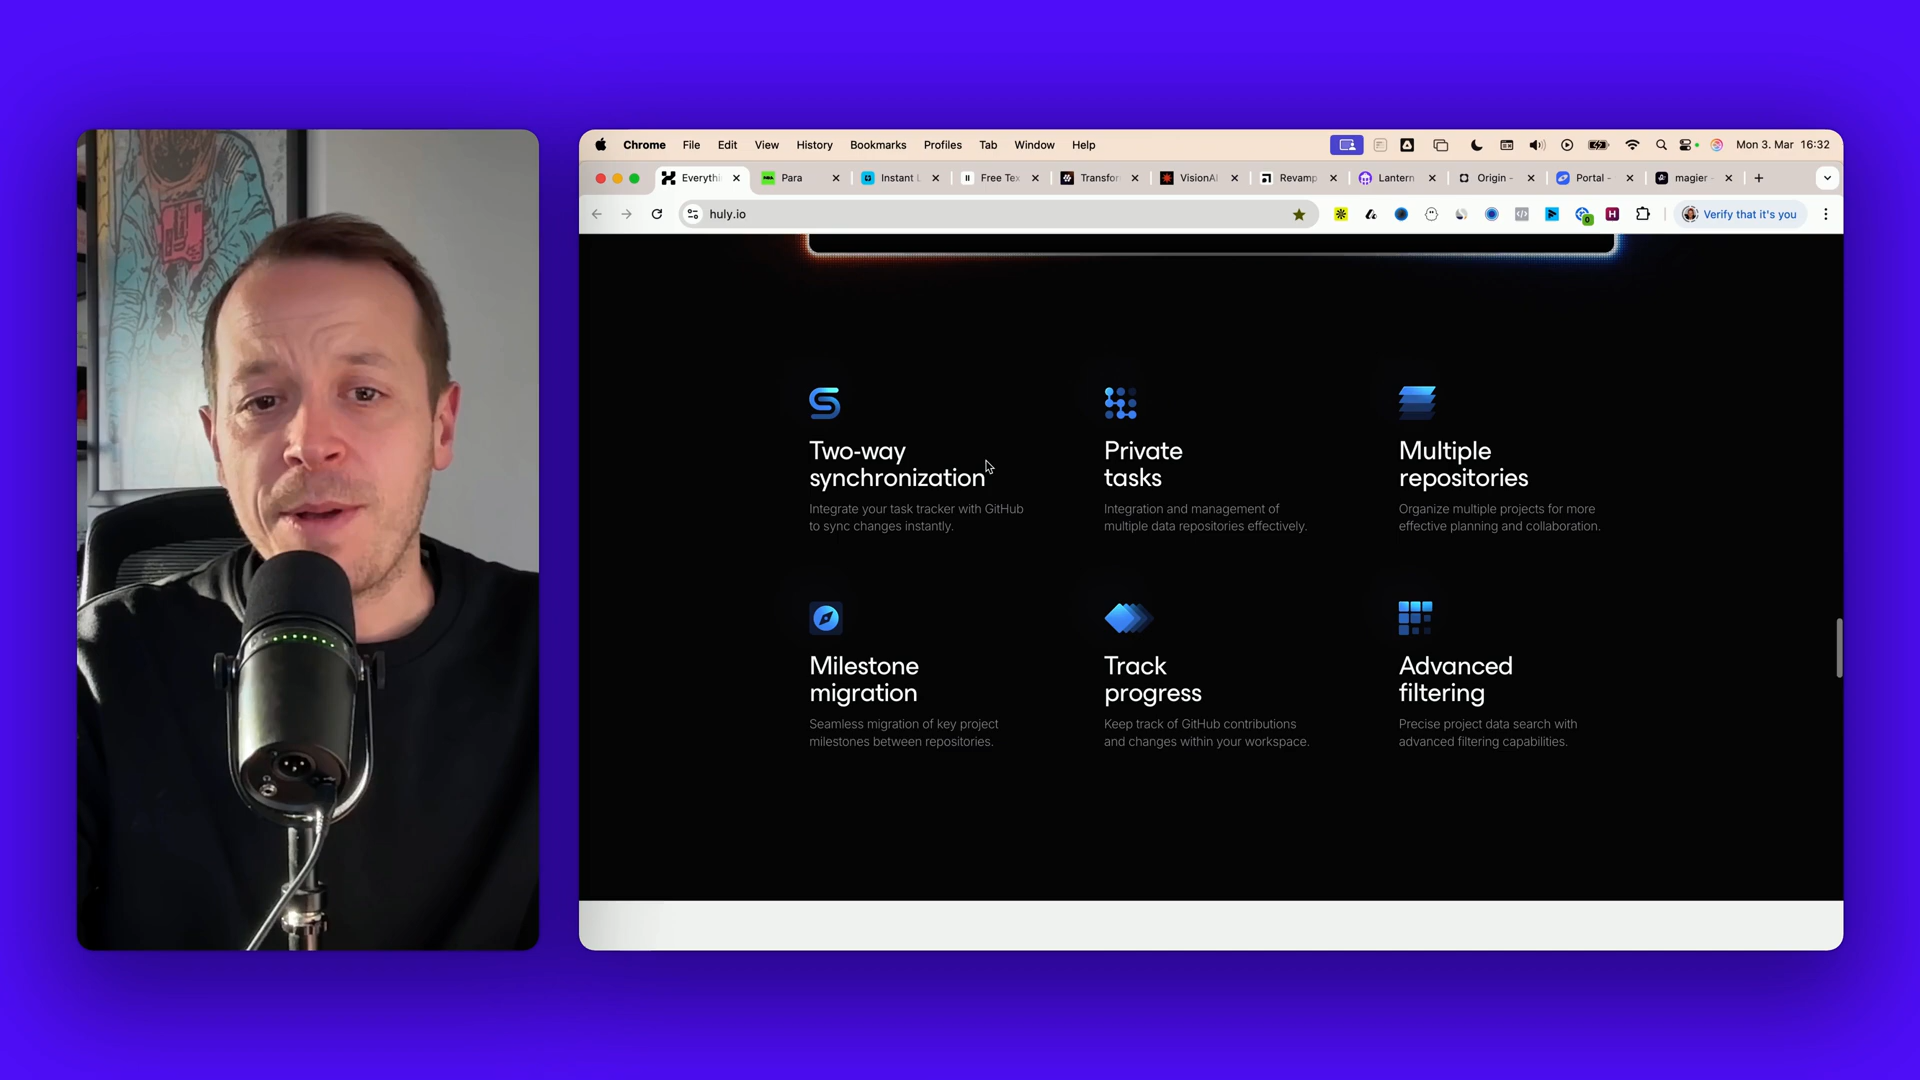 Chrome File Edit View History Bookmarks Profiles Tab Window Help Mon 3. Mar 16:32
Everythi Para Instant L Free Tex Transfor VisionAI Revamp Lantern Origin - Portal - magier -
huly.io Verify that it's you
Two-way
synchronization
Integrate your task tracker with GitHub
to sync changes instantly.
Private
tasks
Integration and management of
multiple data repositories effectively.
Multiple
repositories
Organize multiple projects for more
effective planning and collaboration.
Milestone
migration
Seamless migration of key project
milestones between repositories.
Track
progress
Keep track of GitHub contributions
and changes within your workspace.
Advanced
filtering
Precise project data search with
advanced filtering capabilities.